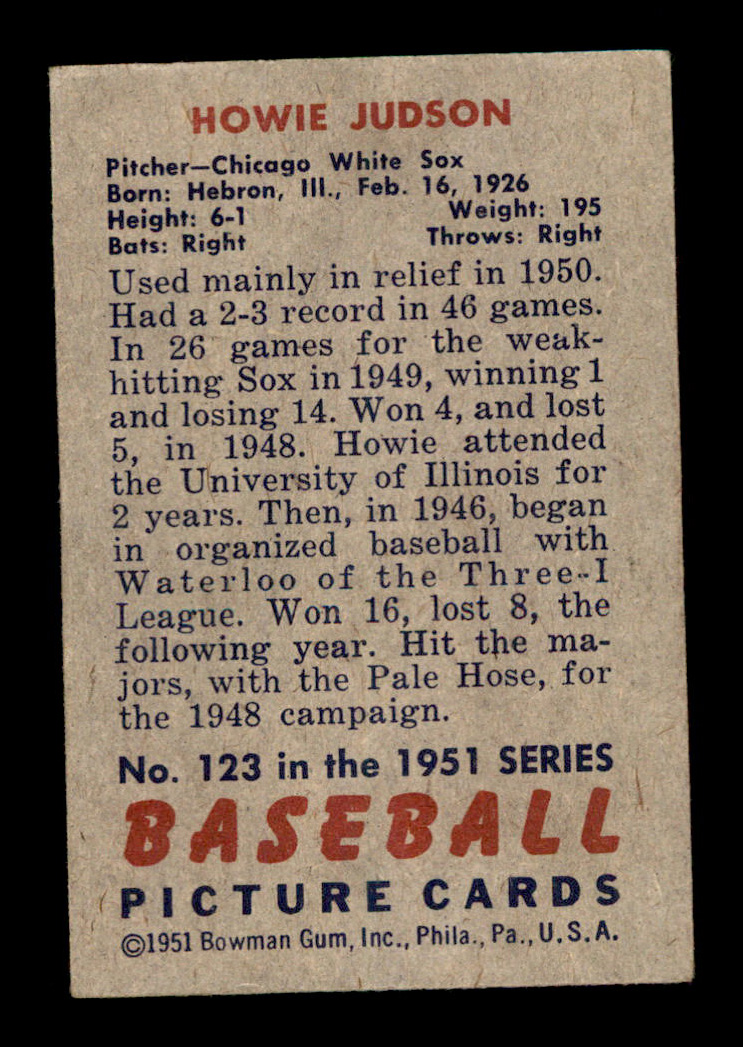 HOWIE JUDSON
Pitcher—Chicago White Sox
Born: Hebron, Ill., Feb. 16, 1926
Height: 6-1 Weight: 195
Bats: Right Throws: Right
Used mainly in relief in 1950.
Had a 2-3 record in 46 games.
In 26 games for the weak-
hitting Sox in 1949, winning 1
and losing 14. Won 4, and lost
5, in 1948. Howie attended
the University of Illinois for
2 years. Then, in 1946, began
in organized baseball with
Waterloo of the Three-I
League. Won 16, lost 8, the
following year. Hit the ma-
jors, with the Pale Hose, for
the 1948 campaign.
No. 123 in the 1951 SERIES
BASEBALL
PICTURE CARDS
©1951 Bowman Gum, Inc., Phila., Pa., U.S.A.